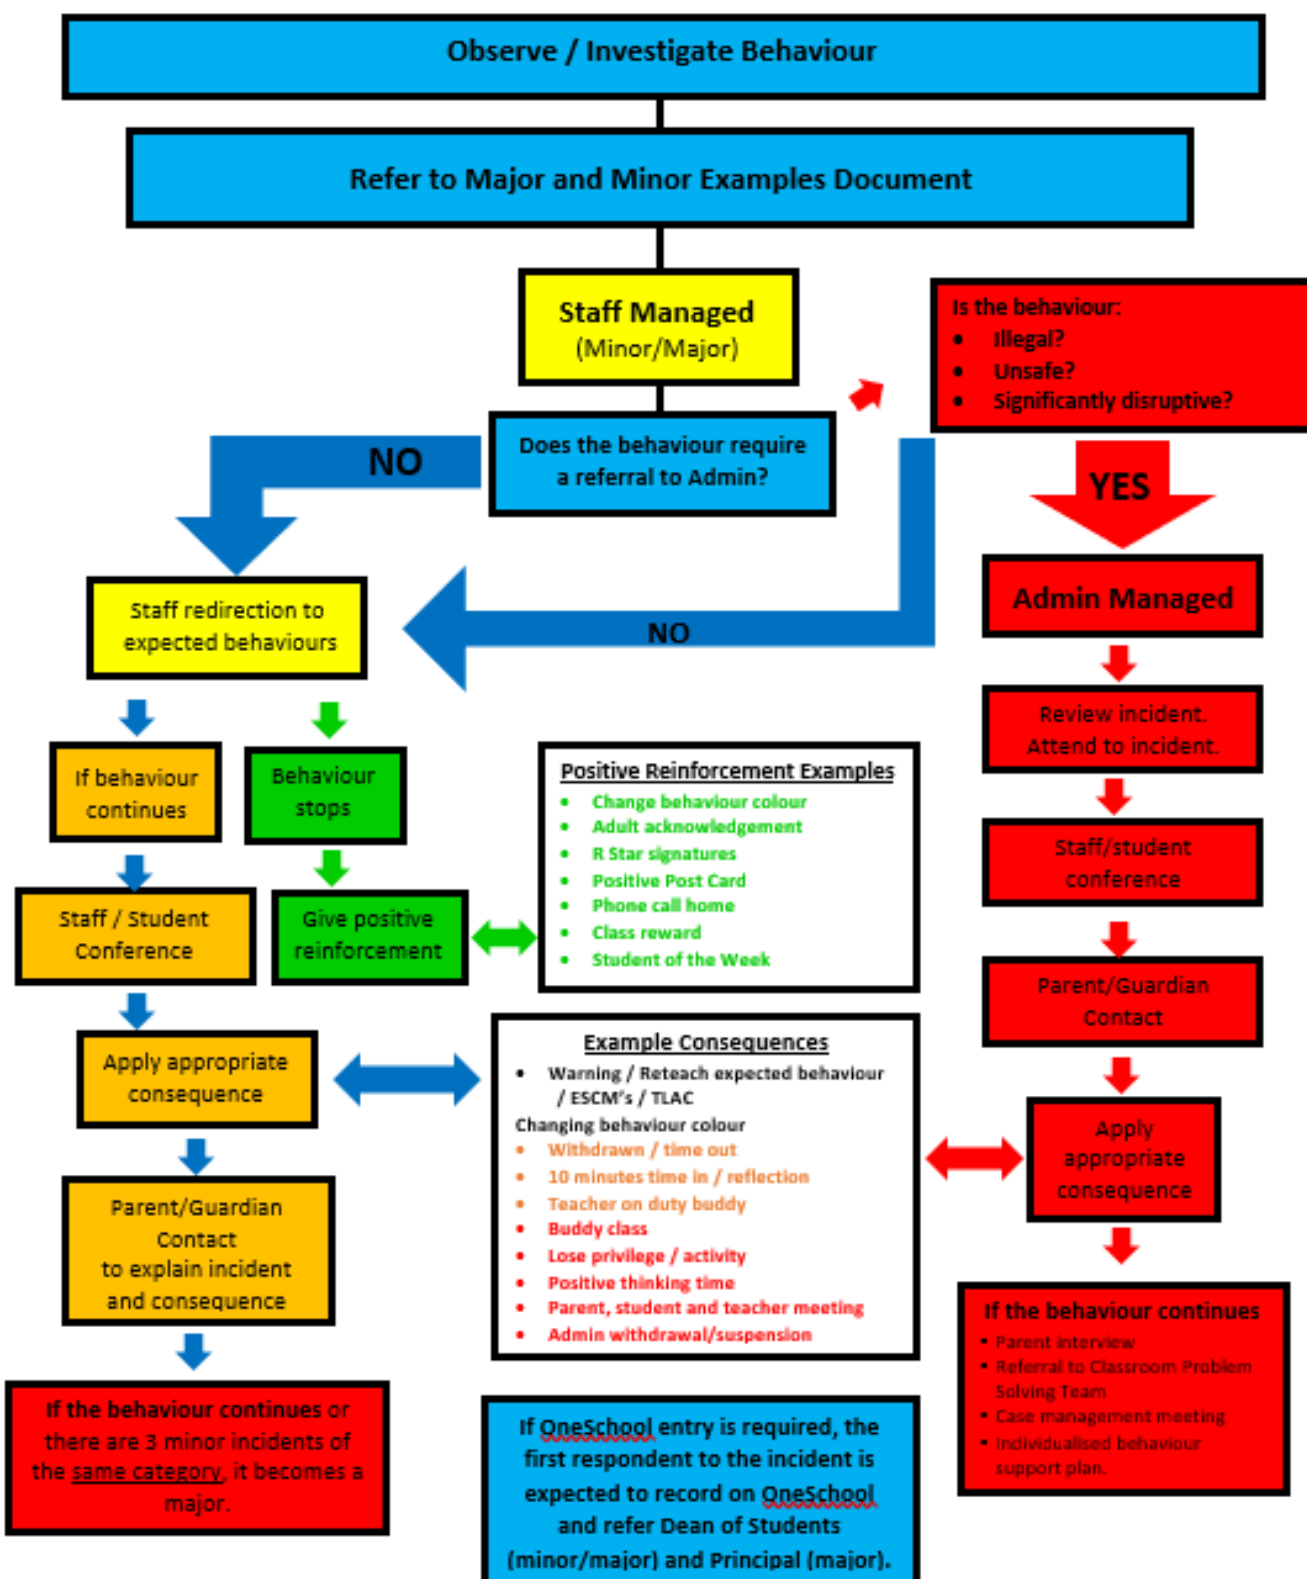 Observe / Investigate Behaviour
Refer to Major and Minor Examples Document
Staff Managed
(Minor/Major)
Is the behaviour:
• Illegal?
• Unsafe?
• Significantly disruptive?
Does the behaviour require
a referral to Admin?
NO
YES
NO
Staff redirection to
expected behaviours
Admin Managed
If behaviour
continues
Behaviour
stops
Review incident.
Attend to incident.
Positive Reinforcement Examples
• Change behaviour colour
• Adult acknowledgement
• R Star signatures
• Positive Post Card
• Phone call home
• Class reward
• Student of the Week
Staff/student
conference
Staff / Student
Conference
Give positive
reinforcement
Parent/Guardian
Contact
Apply appropriate
consequence
Example Consequences
• Warning / Reteach expected behaviour
/ ESCM's / TLAC
Changing behaviour colour
• Withdrawn / time out
• 10 minutes time in / reflection
• Teacher on duty buddy
• Buddy class
• Lose privilege / activity
• Positive thinking time
• Parent, student and teacher meeting
• Admin withdrawal/suspension
Apply
appropriate
consequence
Parent/Guardian
Contact
to explain incident
and consequence
If the behaviour continues
▪ Parent interview
▪ Referral to Classroom Problem
Solving Team
▪ Case management meeting
▪ Individualised behaviour
support plan.
If the behaviour continues or
there are 3 minor incidents of
the same category, it becomes a
major.
If OneSchool entry is required, the
first respondent to the incident is
expected to record on OneSchool
and refer Dean of Students
(minor/major) and Principal (major).